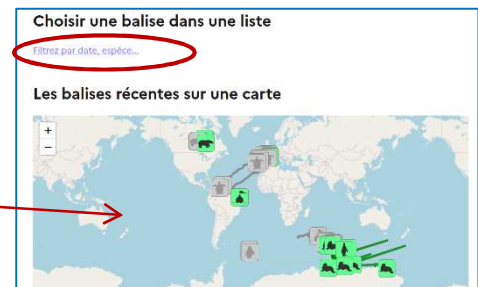 Choisir une balise dans une liste
Filtrez par date, espèce...
Les balises récentes sur une carte
+
−